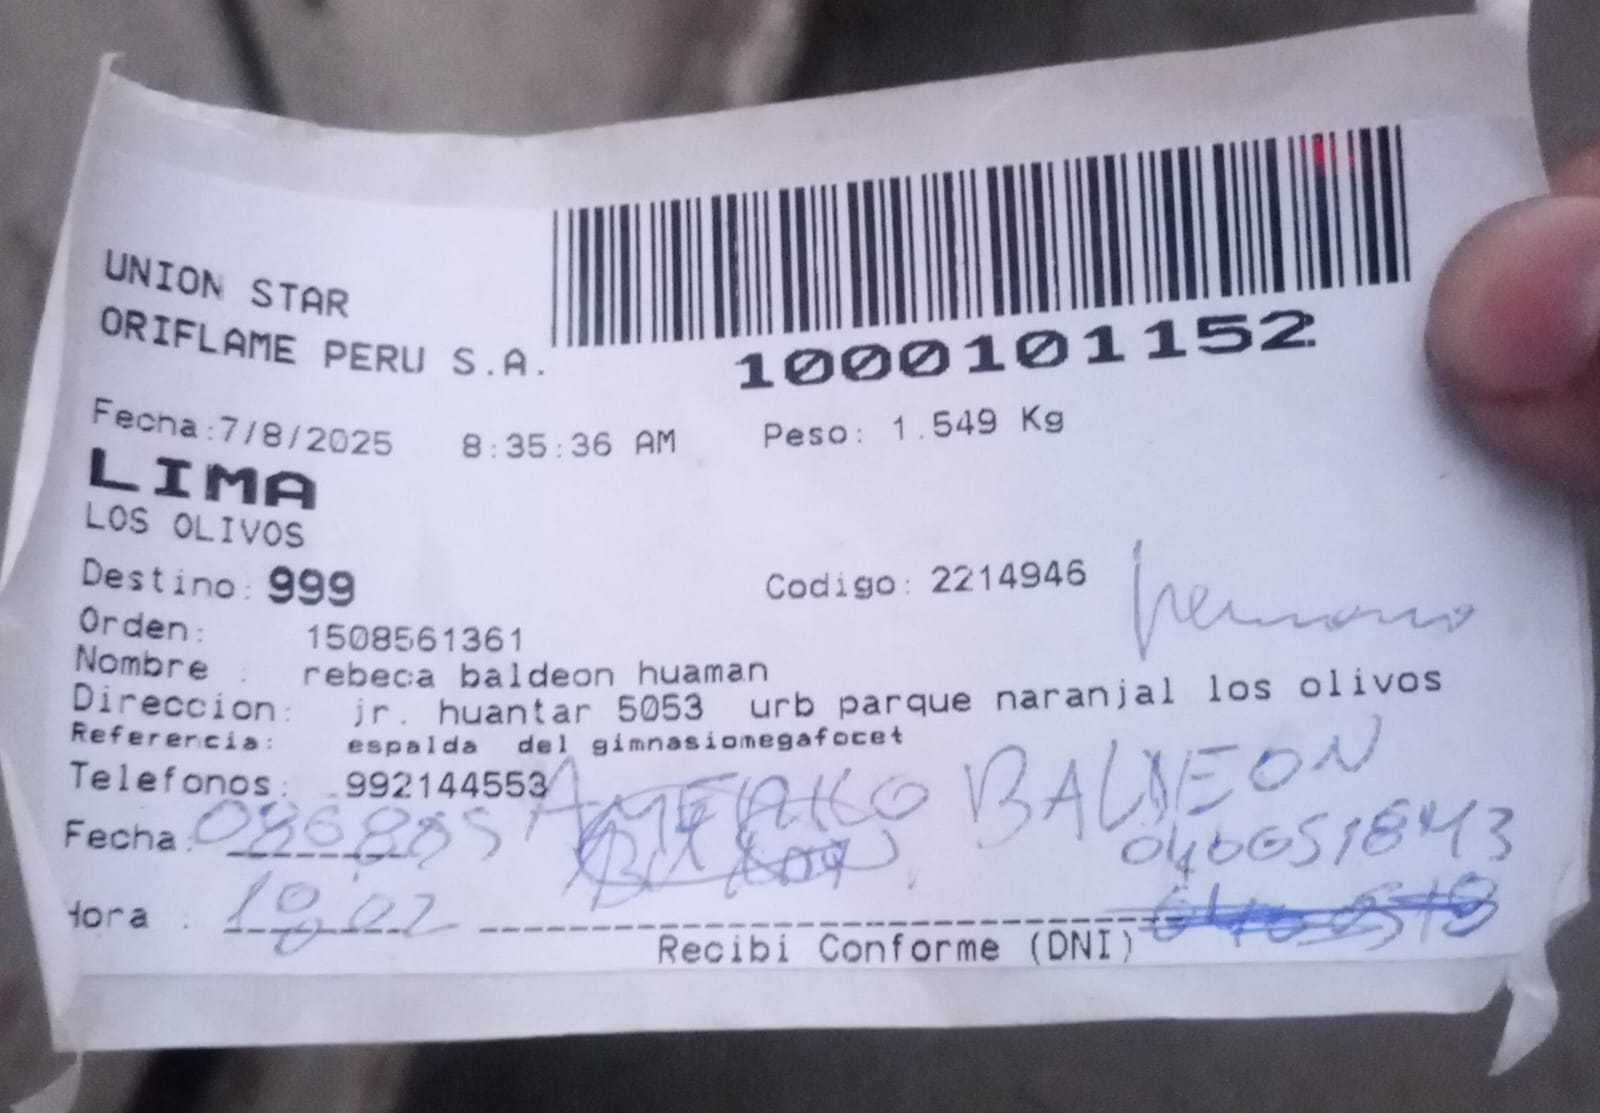 UNION STAR
ORIFLAME PERU S.A.
1000101152
Fecha:7/8/2025 8:35:36 AM Peso: 1.549 Kg
LIMA
LOS OLIVOS
Destino: 999 Codigo: 2214946
hermano
Orden: 1508561361
Nombre : rebeca baldeon huaman
Direccion: jr. huantar 5053 urb parque naranjal los olivos
Referencia: espalda del gimnasiomegafocet
Telefonos: 992144553
AMERICO BALDEON
Fecha:
Hora :
Recibi Conforme (DNI)